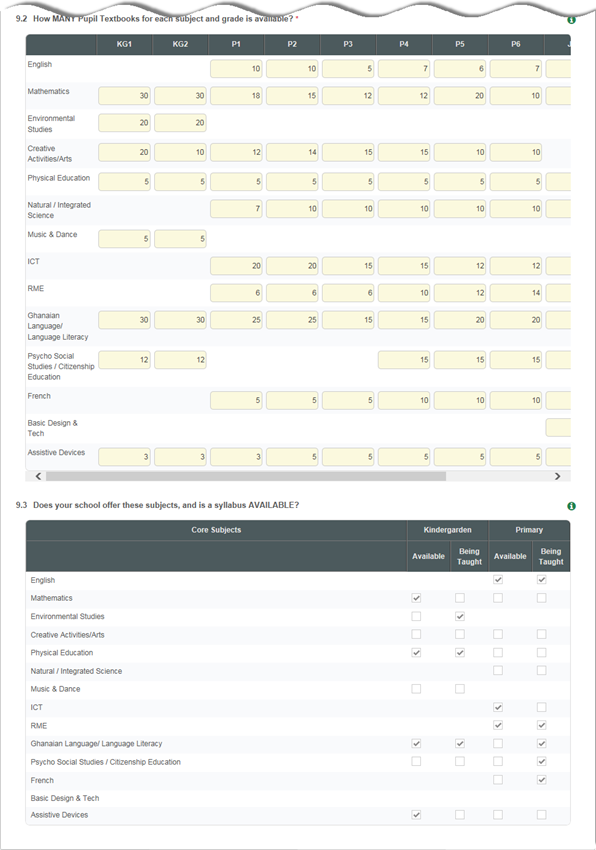 9.2 How MANY Pupil Textbooks for each subject and grade is available? *
KG1 KG2 P1 P2 P3 P4 P5 P6
English 10 10 5 7 6 7
Mathematics 30 30 18 15 12 12 20 10
Environmental 20 20
Studies
Creative 20 10 12 14 15 15 10 10
Activities/Arts
Physical Education 5 5 5 5 5 5 5 5
Natural / Integrated 7 10 10 10 10 10
Science
Music & Dance 5 5
ICT 20 20 15 15 12 12
RME 6 6 6 10 12 14
Ghanaian 30 30 25 25 15 15 20 20
Language/
Language Literacy
Psycho Social 12 12 15 15 15
Studies / Citizenship
Education
French 5 5 5 10 10 10
Basic Design &
Tech
Assistive Devices 3 3 3 5 5 5 5 5
9.3 Does your school offer these subjects, and is a syllabus AVAILABLE?
Core Subjects Kindergarden Primary
Available Being Taught Available Being Taught
English
Mathematics
Environmental Studies
Creative Activities/Arts
Physical Education
Natural / Integrated Science
Music & Dance
ICT
RME
Ghanaian Language/ Language Literacy
Psycho Social Studies / Citizenship Education
French
Basic Design & Tech
Assistive Devices